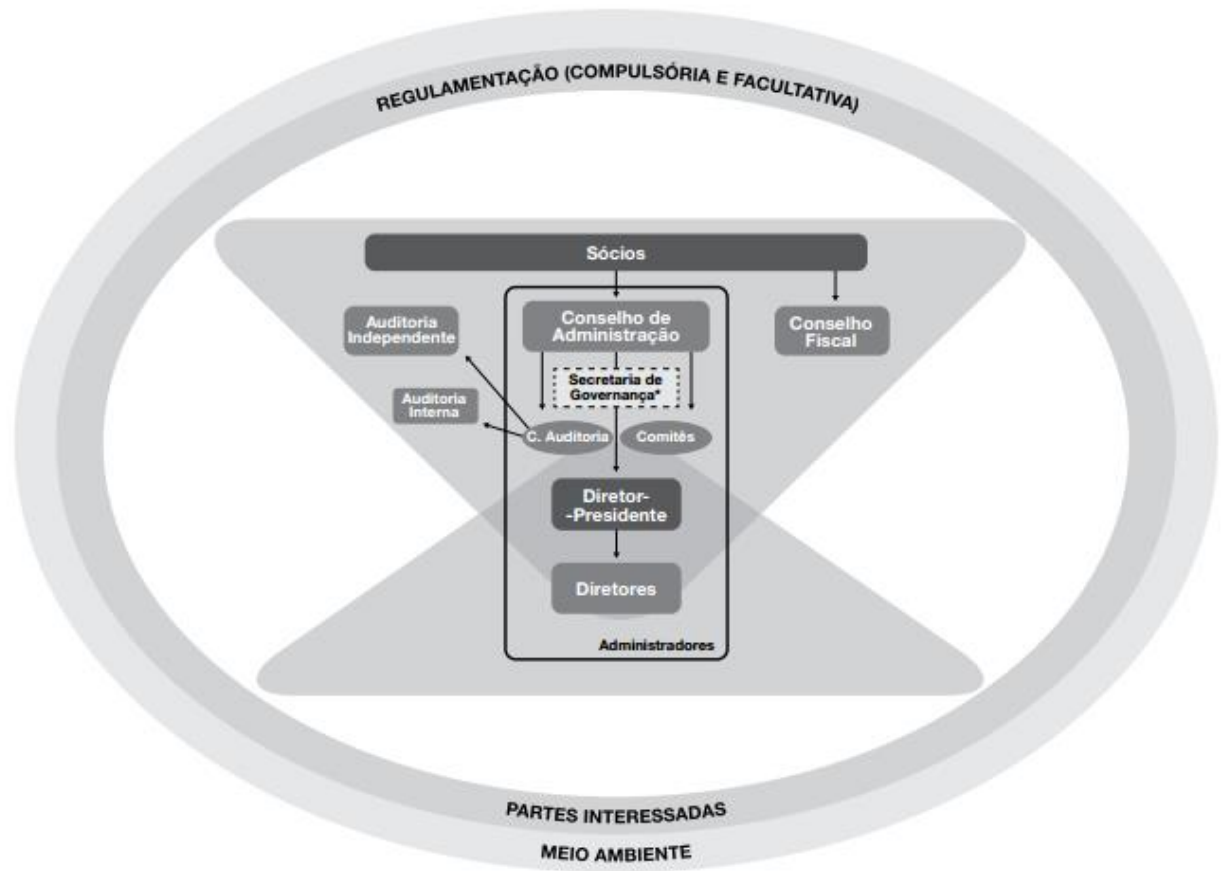 REGULAMENTAÇÃO (COMPULSÓRIA E FACULTATIVA)
Sócios
Auditoria
Independente
Conselho de
Administração
Conselho
Fiscal
Secretaria de
Governança*
Auditoria
Interna
C. Auditoria
Comitês
Diretor-
-Presidente
Diretores
Administradores
PARTES INTERESSADAS
MEIO AMBIENTE